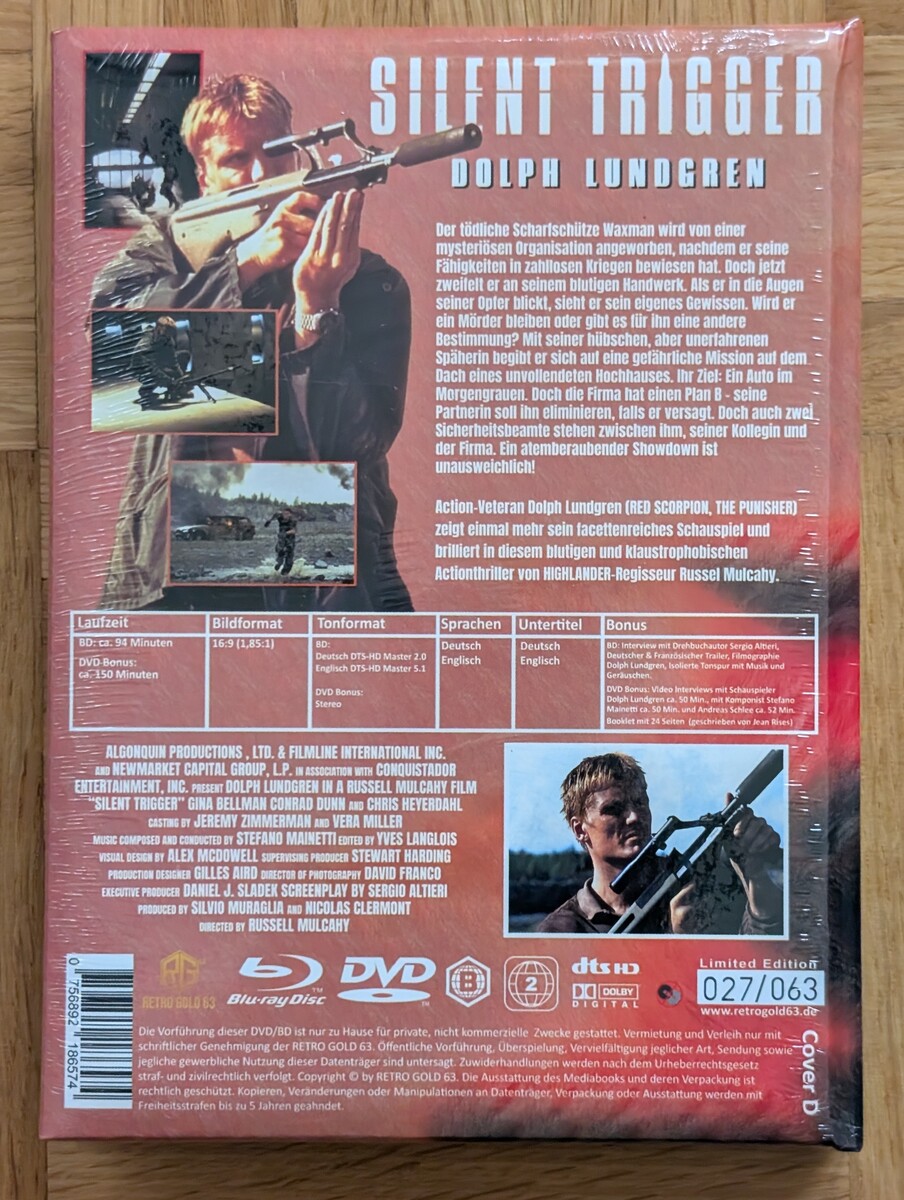 SILENT TRIGGER
DOLPH LUNDGREN
Der tödliche Scharfschütze Waxman wird von einer
mysteriösen Organisation angeworben, nachdem er seine
Fähigkeiten in zahllosen Kriegen bewiesen hat. Doch jetzt
zweifelt er an seinem blutigen Handwerk. Als er in die Augen
seiner Opfer blickt, sieht er sein eigenes Gewissen. Wird er
ein Mörder bleiben oder gibt es für ihn eine andere
Bestimmung? Mit seiner hübschen, aber unerfahrenen
Späherin begibt er sich auf eine gefährliche Mission auf dem
Dach eines unvollendeten Hochhauses. Ihr Ziel: Ein Auto im
Morgengrauen. Doch die Firma hat einen Plan B - seine
Partnerin soll ihn eliminieren, falls er versagt. Doch auch zwei
Sicherheitsbeamte stehen zwischen ihm, seiner Kollegin und
der Firma. Ein atemberaubender Showdown ist
unausweichlich!
Action-Veteran Dolph Lundgren (RED SCORPION, THE PUNISHER)
zeigt einmal mehr sein facettenreiches Schauspiel und
brilliert in diesem blutigen und klaustrophobischen
Actionthriller von HIGHLANDER-Regisseur Russel Mulcahy.
Laufzeit
BD: ca. 94 Minuten
DVD-Bonus:
ca. 150 Minuten
Bildformat
16:9 (1,85:1)
Tonformat
BD:
Deutsch DTS-HD Master 2.0
Englisch DTS-HD Master 5.1
DVD Bonus:
Stereo
Sprachen
Deutsch
Englisch
Untertitel
Deutsch
Englisch
Bonus
BD: Interview mit Drehbuchautor Sergio Altieri,
Deutscher & Französischer Trailer, Filmographie
Dolph Lundgren, Isolierte Tonspur mit Musik und
Geräuschen.
DVD Bonus: Video Interviews mit Schauspieler
Dolph Lundgren ca. 50 Min., mit Komponist Stefano
Mainetti ca. 50 Min. und Andreas Schlee ca. 52 Min.
Booklet mit 24 Seiten (geschrieben von Jean Rises)
ALGONQUIN PRODUCTIONS , LTD. & FILMLINE INTERNATIONAL INC.
AND NEWMARKET CAPITAL GROUP, L.P. IN ASSOCIATION WITH CONQUISTADOR
ENTERTAINMENT, INC. PRESENT DOLPH LUNDGREN IN A RUSSELL MULCAHY FILM
"SILENT TRIGGER" GINA BELLMAN CONRAD DUNN AND CHRIS HEYERDAHL
CASTING BY JEREMY ZIMMERMAN AND VERA MILLER
MUSIC COMPOSED AND CONDUCTED BY STEFANO MAINETTI EDITED BY YVES LANGLOIS
VISUAL DESIGN BY ALEX MCDOWELL SUPERVISING PRODUCER STEWART HARDING
PRODUCTION DESIGNER GILLES AIRD DIRECTOR OF PHOTOGRAPHY DAVID FRANCO
EXECUTIVE PRODUCER DANIEL J. SLADEK SCREENPLAY BY SERGIO ALTIERI
PRODUCED BY SILVIO MURAGLIA AND NICOLAS CLERMONT
DIRECTED BY RUSSELL MULCAHY
0 756892 186574
RG
RETRO GOLD 63
Blu-ray Disc
DVD
B
2
dts HD
DOLBY
DIGITAL
Limited Edition
027/063
www.retrogold63.de
Die Vorführung dieser DVD/BD ist nur zu Hause für private, nicht kommerzielle Zwecke gestattet. Vermietung und Verleih nur mit
schriftlicher Genehmigung der RETRO GOLD 63. Öffentliche Vorführung, Überspielung, Vervielfältigung jeglicher Art, Sendung sowie
jegliche gewerbliche Nutzung dieser Datenträger sind untersagt. Zuwiderhandlungen werden nach dem Urheberrechtsgesetz
straf- und zivilrechtlich verfolgt. Copyright © by RETRO GOLD 63. Die Ausstattung des Mediabooks und deren Verpackung ist
rechtlich geschützt. Kopieren, Veränderungen oder Manipulationen an Datenträger, Verpackung oder Ausstattung werden mit
Freiheitsstrafen bis zu 5 Jahren geahndet.
Cover D